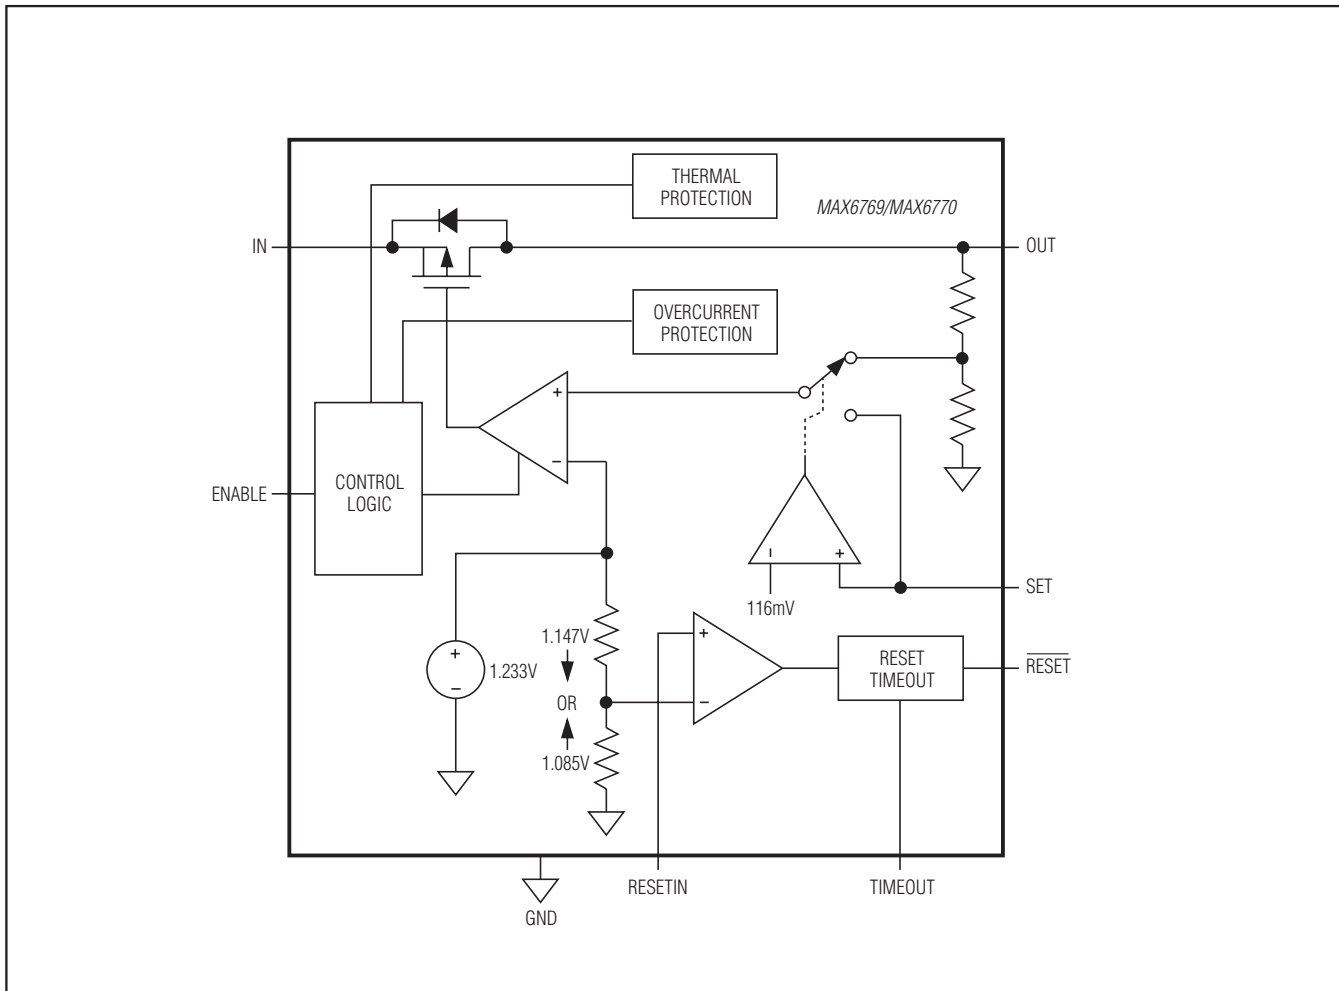 THERMAL
PROTECTION
MAX6769/MAX6770
IN
OUT
OVERCURRENT
PROTECTION
+
−
ENABLE
CONTROL
LOGIC
− +
116mV
SET
1.147V
+
−
1.233V
OR
1.085V
+
−
RESET
TIMEOUT
RESET
RESETIN
TIMEOUT
GND